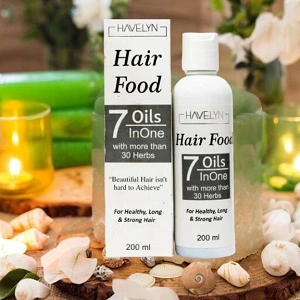 HAVELYN
Hair
Food
7 Oils
InOne
with more than
30 Herbs
"Beautiful Hair isn't
hard to Achieve"
For Healthy, Long
& Strong Hair
200 ml
HAVELYN
Hair Food
7 Oils
InOne
with more than
30 Herbs
For Healthy, Long
& Strong Hair
200 ml